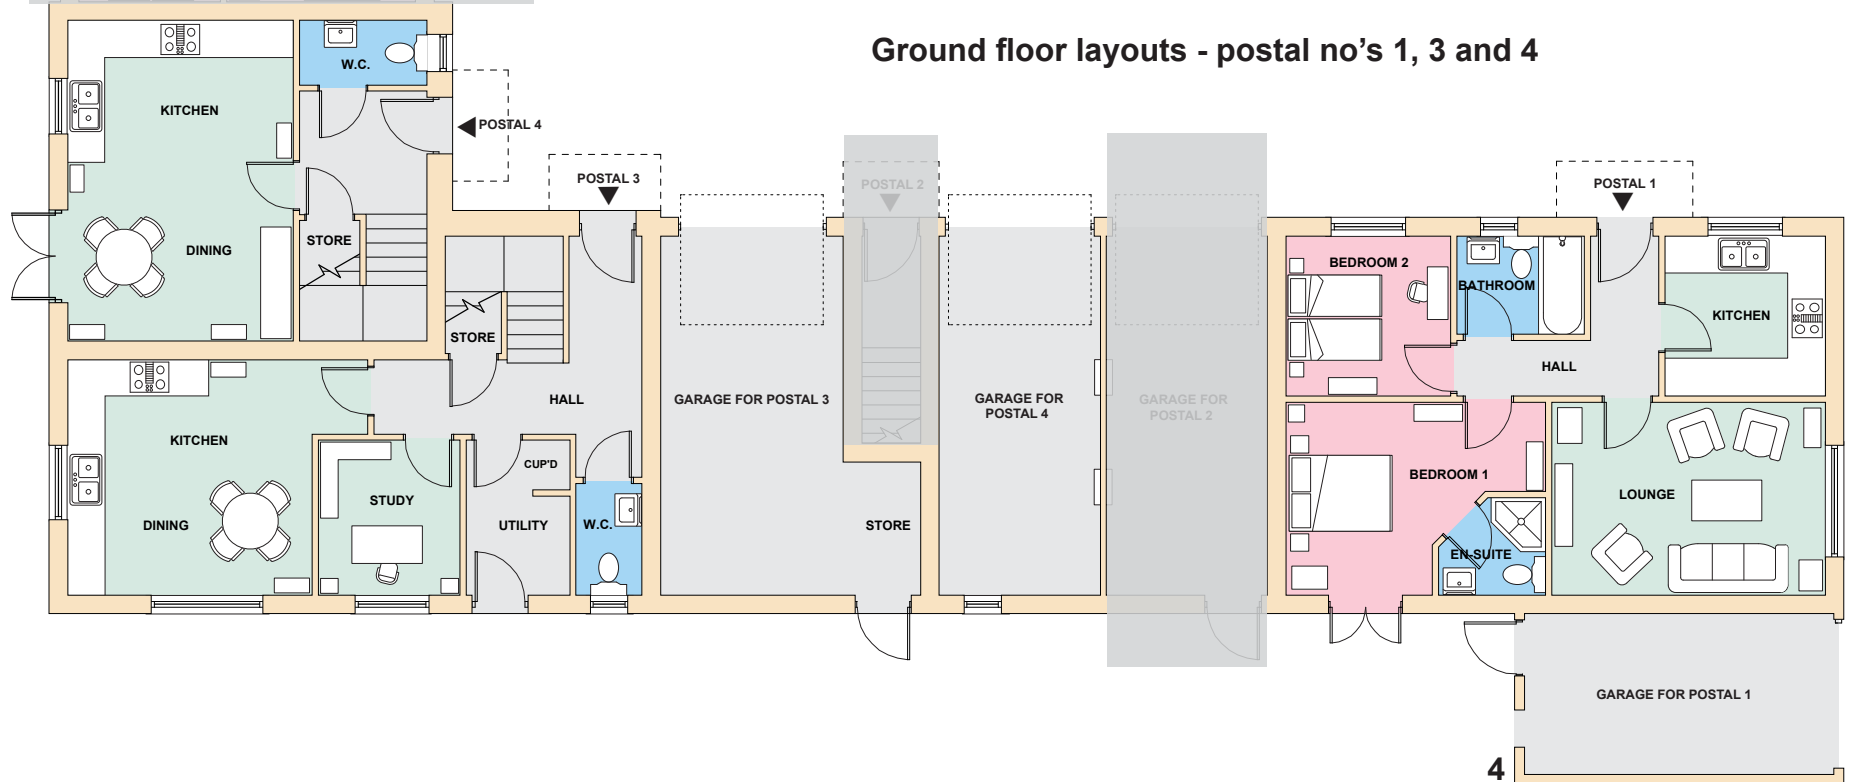 Ground floor layouts - postal no's 1, 3 and 4
W.C.
KITCHEN
POSTAL 4
DINING
STORE
POSTAL 3
POSTAL 2
POSTAL 1
STORE
HALL
KITCHEN
DINING
STUDY
CUP'D
UTILITY
W.C.
GARAGE FOR POSTAL 3
STORE
GARAGE FOR
POSTAL 4
GARAGE FOR
POSTAL 2
BEDROOM 2
BATHROOM
KITCHEN
HALL
BEDROOM 1
EN-SUITE
LOUNGE
GARAGE FOR POSTAL 1
4